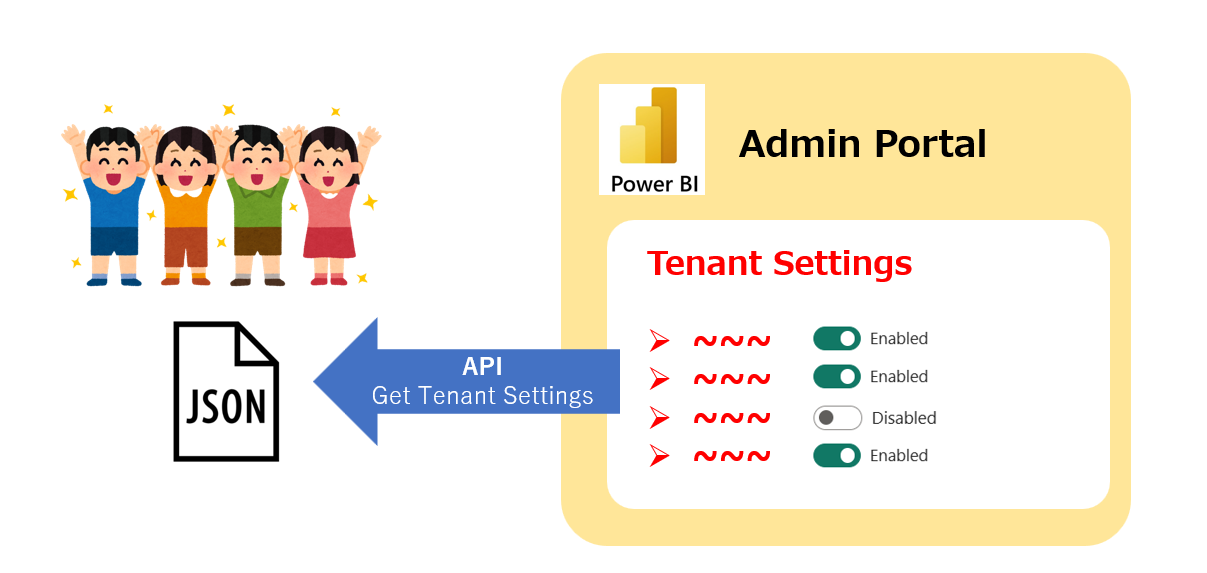 Power BI
Admin Portal
Tenant Settings
➢ ~~~ Enabled
➢ ~~~ Enabled
➢ ~~~ Disabled
➢ ~~~ Enabled
API
Get Tenant Settings
JSON